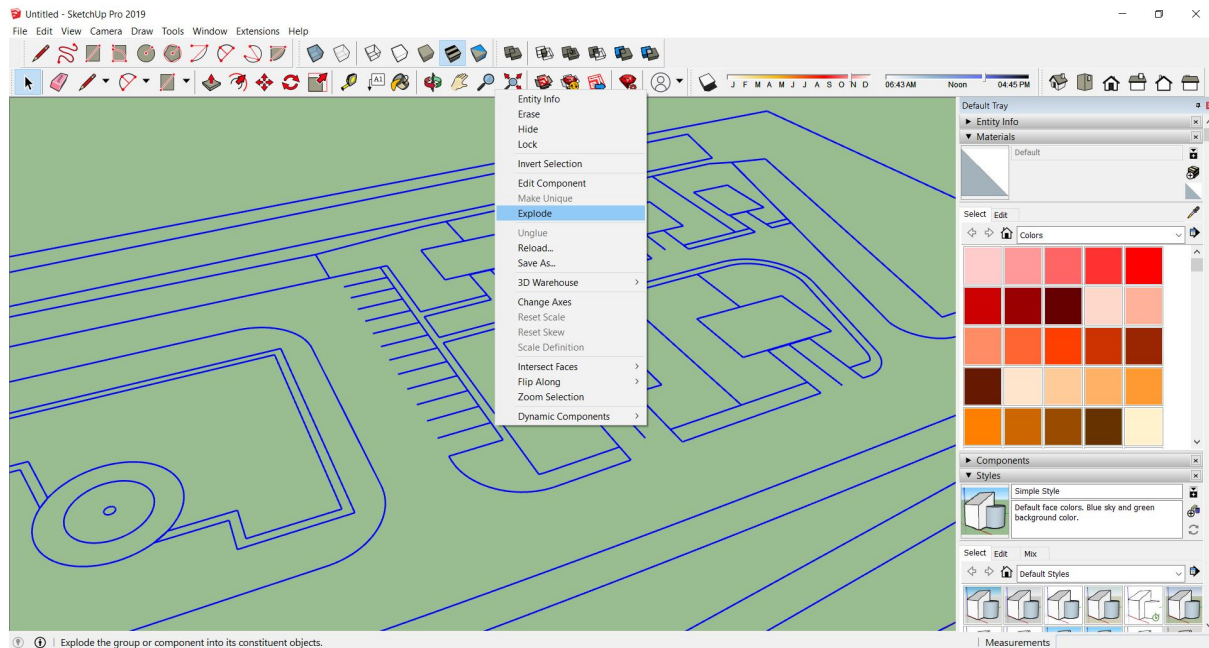 Untitled - SketchUp Pro 2019
File Edit View Camera Draw Tools Window Extensions Help
A1
J F M A M J J A S O N D 06:43 AM Noon 04:45 PM
Default Tray
Entity Info
Materials
Default
Select Edit
Colors
Components
Styles
Simple Style
Default face colors. Blue sky and green
background color.
Select Edit Mix
Default Styles
Entity Info
Erase
Hide
Lock
Invert Selection
Edit Component
Make Unique
Explode
Unglue
Reload...
Save As...
3D Warehouse
Change Axes
Reset Scale
Reset Skew
Scale Definition
Intersect Faces
Flip Along
Zoom Selection
Dynamic Components
Explode the group or component into its constituent objects.
Measurements